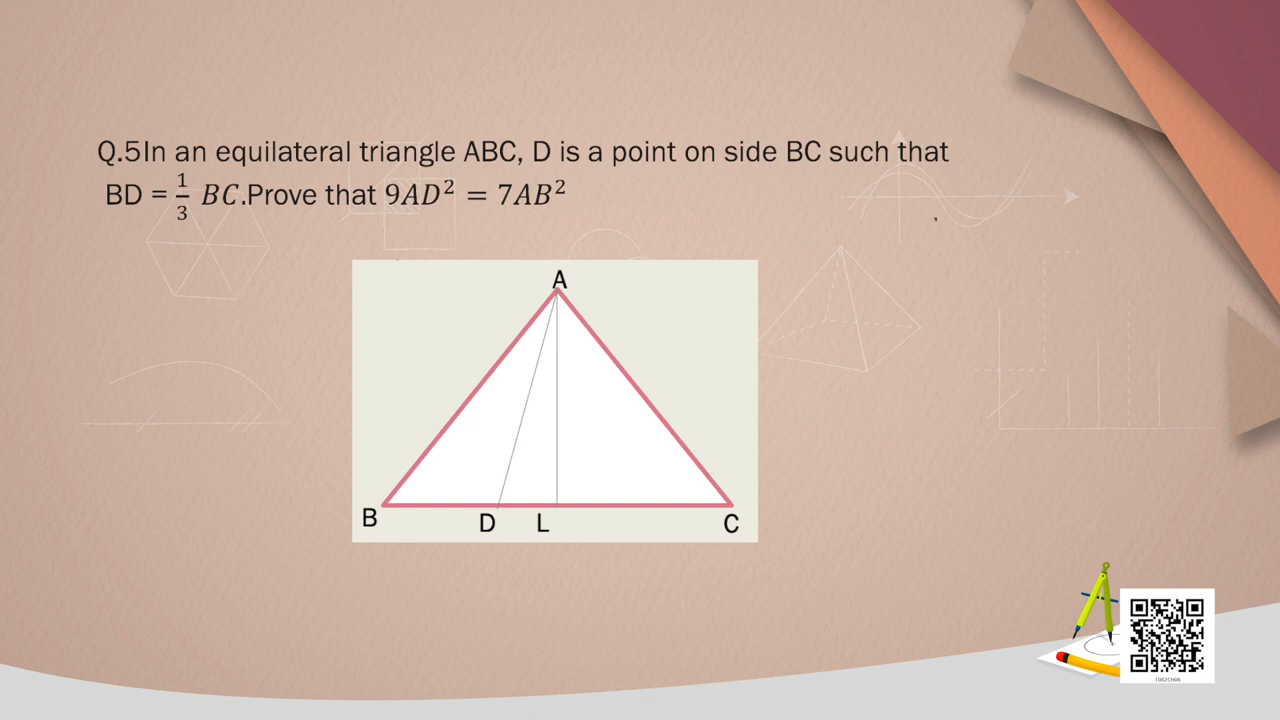 Q.5In an equilateral triangle ABC, D is a point on side BC such that
BD = 1/3 BC.Prove that 9AD² = 7AB²
A
B D L C
1062CH06